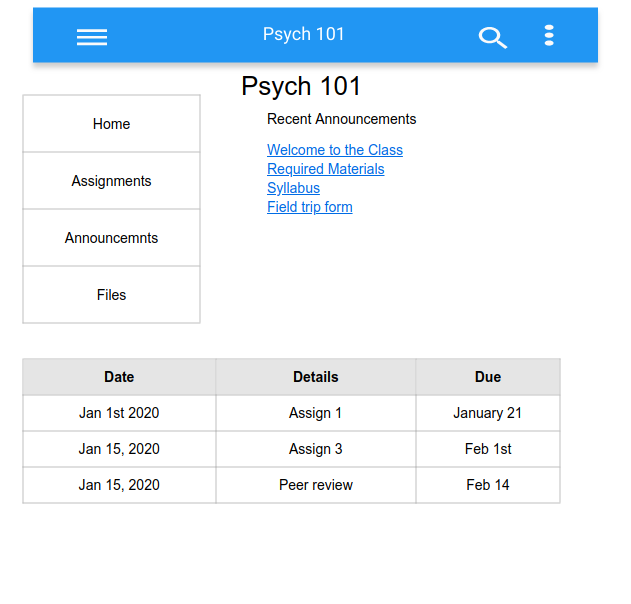 Psych 101
Psych 101
Recent Announcements
Welcome to the Class
Required Materials
Syllabus
Field trip form
Home
Assignments
Announcemnts
Files
Date Details Due
Jan 1st 2020 Assign 1 January 21
Jan 15, 2020 Assign 3 Feb 1st
Jan 15, 2020 Peer review Feb 14